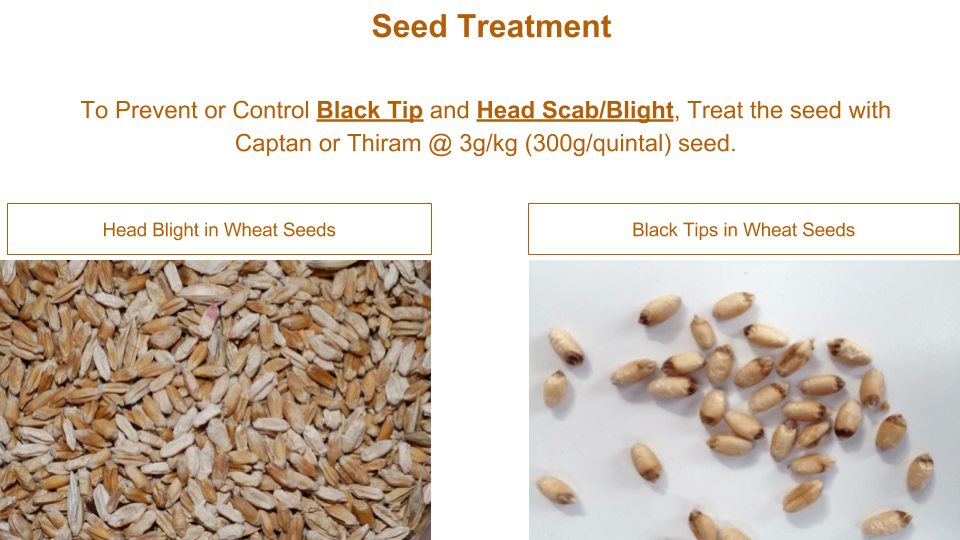 Seed Treatment
To Prevent or Control Black Tip and Head Scab/Blight, Treat the seed with
Captan or Thiram @ 3g/kg (300g/quintal) seed.
Head Blight in Wheat Seeds
Black Tips in Wheat Seeds